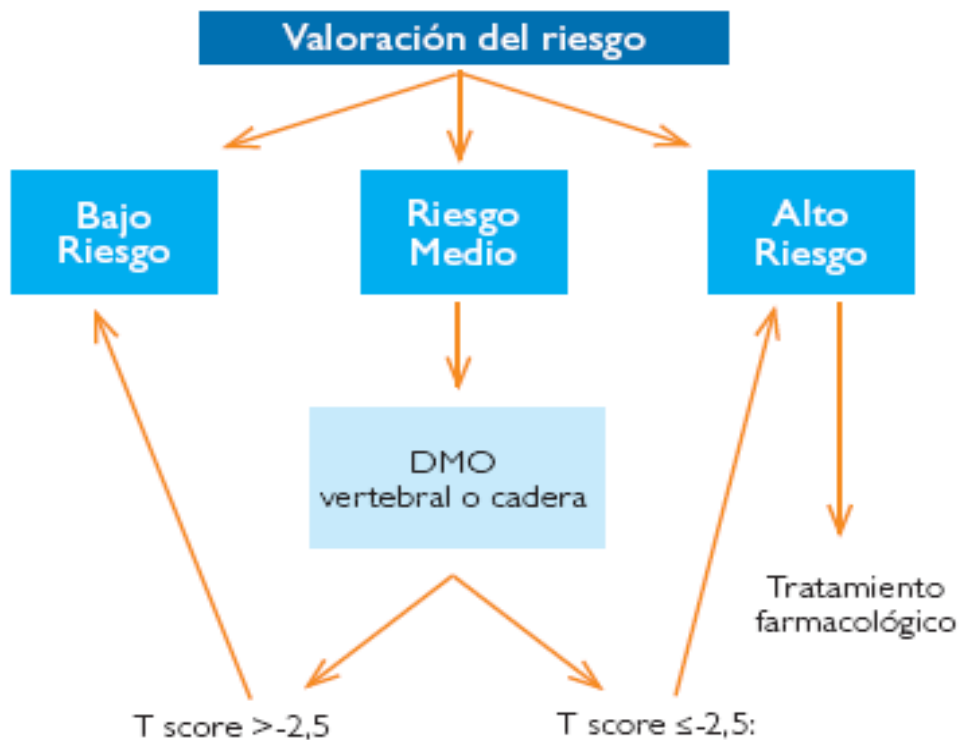 Valoración del riesgo
Bajo
Riesgo
Riesgo
Medio
Alto
Riesgo
DMO
vertebral o cadera
Tratamiento
farmacológico
T score >-2,5
T score ≤-2,5: